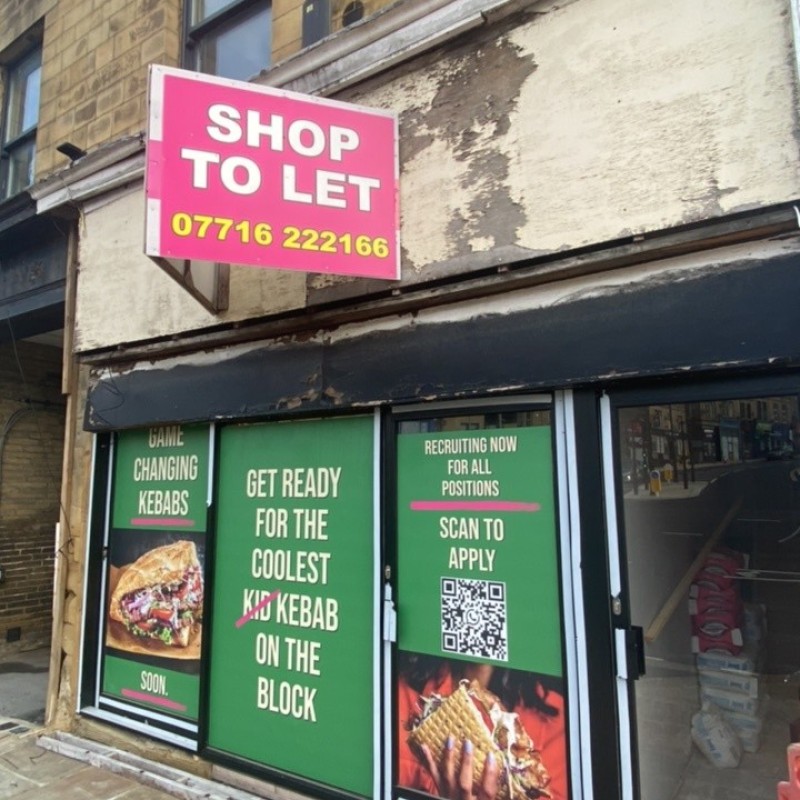 SHOP
TO LET
07716 222166
GAME
CHANGING
KEBABS
SOON.
GET READY
FOR THE
COOLEST
KID KEBAB
ON THE
BLOCK
RECRUITING NOW
FOR ALL
POSITIONS
SCAN TO
APPLY